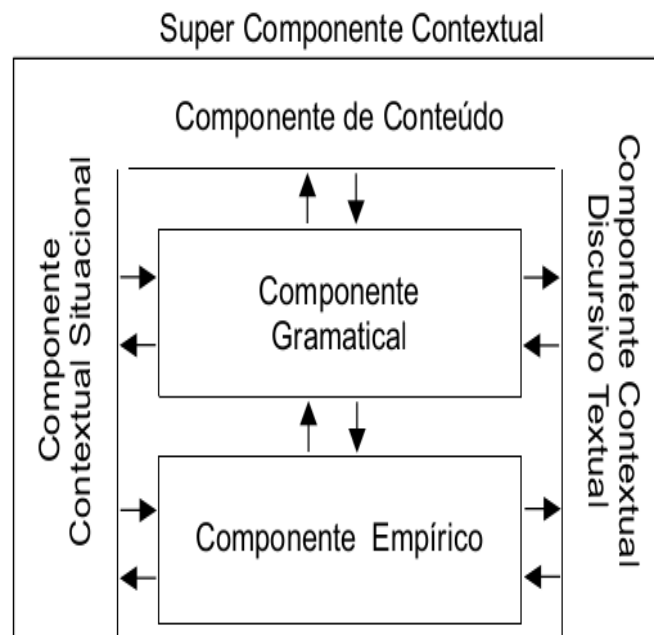 Super Componente Contextual
Componente de Conteúdo
Componente
Contextual Situacional
Compontente Contextual
Discursivo Textual
Componente
Gramatical
Componente Empírico